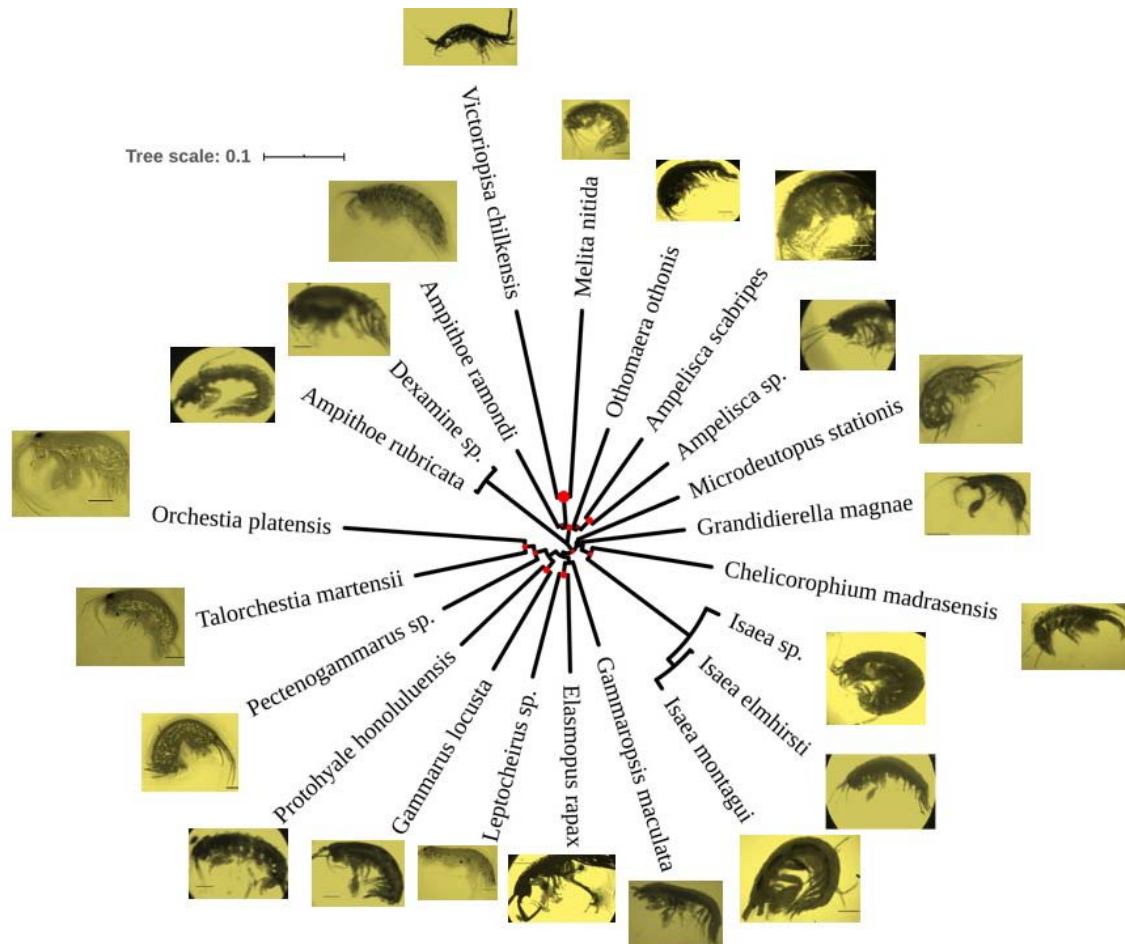 Tree scale: 0.1
Victoriopisa chilkensis
Melita nitida
Othomaera othonis
Ampelisca scabripes
Ampelisca sp.
Microdeutopus stationis
Grandidierella magnae
Chelicorophium madrasensis
Isaea sp.
Isaea elmhirsti
Isaea montagui
Gammaropsis maculata
Elasmopus rapax
Leptocheirus sp.
Gammarus locusta
Protohyale honoluluensis
Pectenogammarus sp.
Talorchestia martensii
Orchestia platensis
Ampithoe rubricata
Dexamine sp.
Ampithoe ramondi